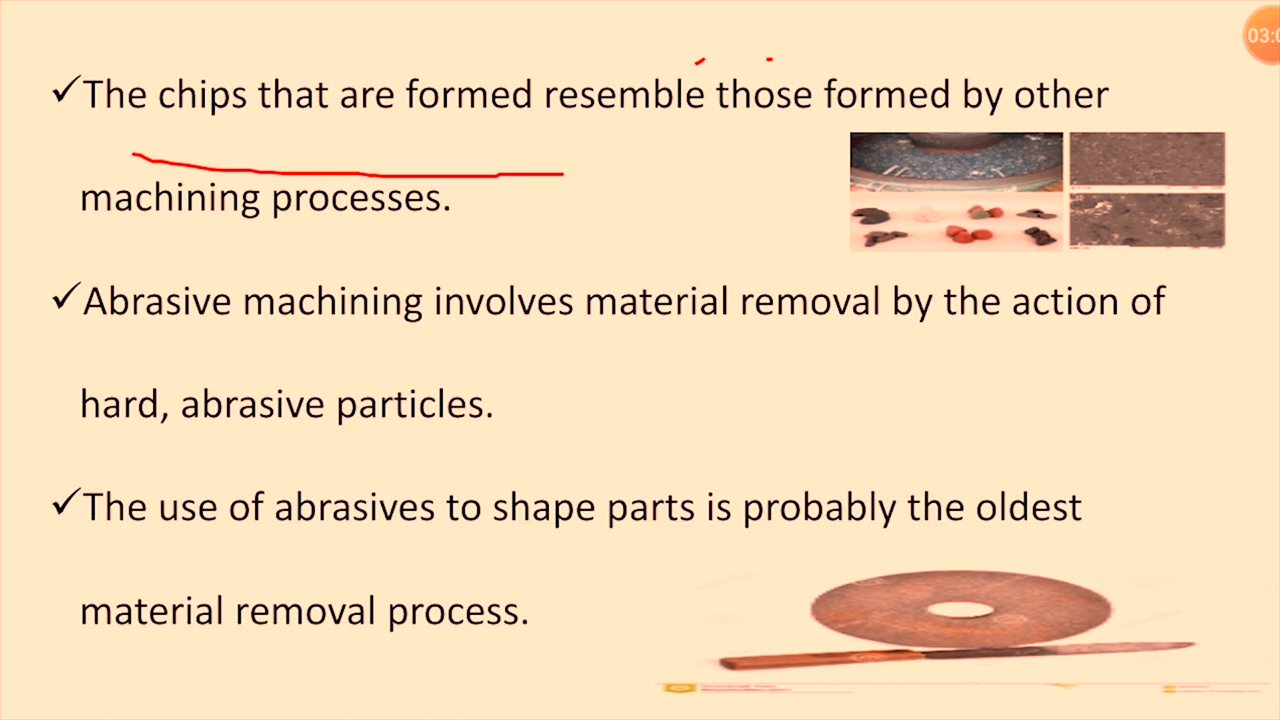 The chips that are formed resemble those formed by other
machining processes.
Abrasive machining involves material removal by the action of
hard, abrasive particles.
The use of abrasives to shape parts is probably the oldest
material removal process.